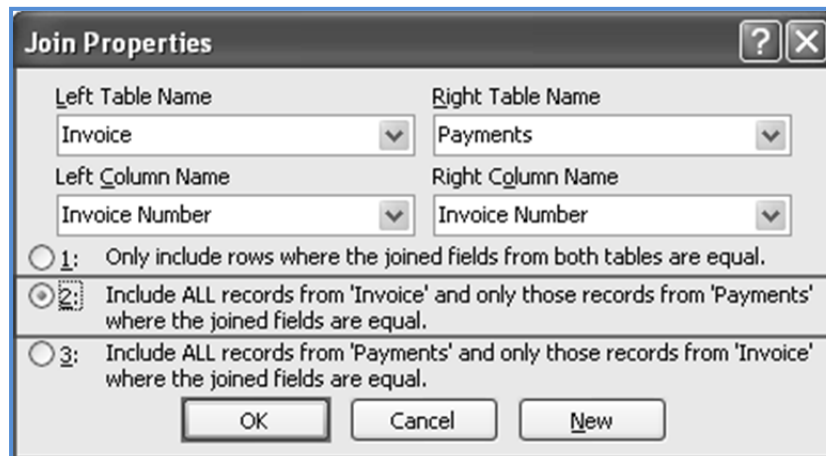 Join Properties
Left Table Name Right Table Name
Invoice Payments
Left Column Name Right Column Name
Invoice Number Invoice Number
1: Only include rows where the joined fields from both tables are equal.
2: Include ALL records from 'Invoice' and only those records from 'Payments'
where the joined fields are equal.
3: Include ALL records from 'Payments' and only those records from 'Invoice'
where the joined fields are equal.
OK Cancel New